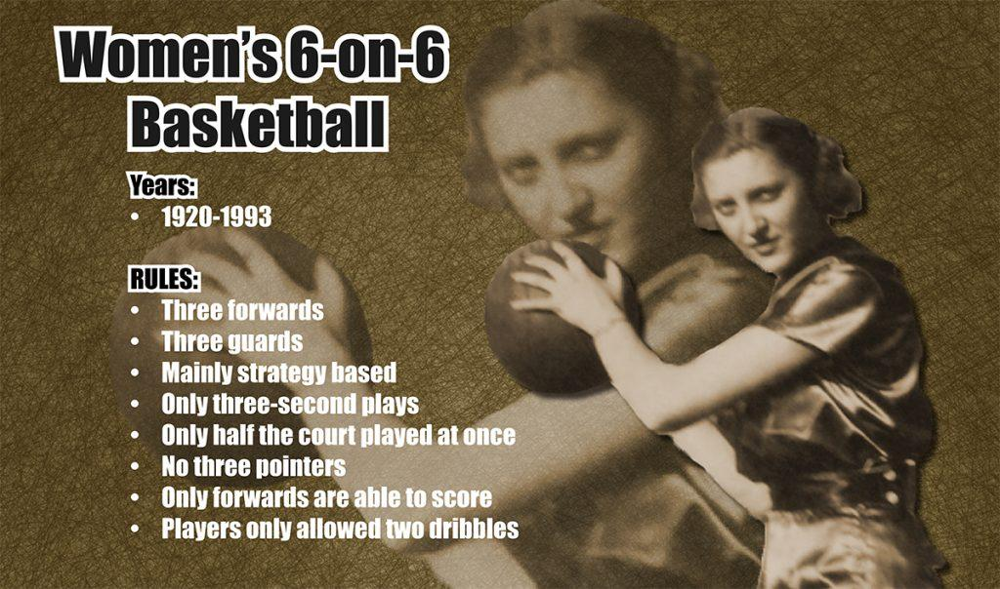 Women's 6-on-6
Basketball
Years:
• 1920-1993
RULES:
• Three forwards
• Three guards
• Mainly strategy based
• Only three-second plays
• Only half the court played at once
• No three pointers
• Only forwards are able to score
• Players only allowed two dribbles